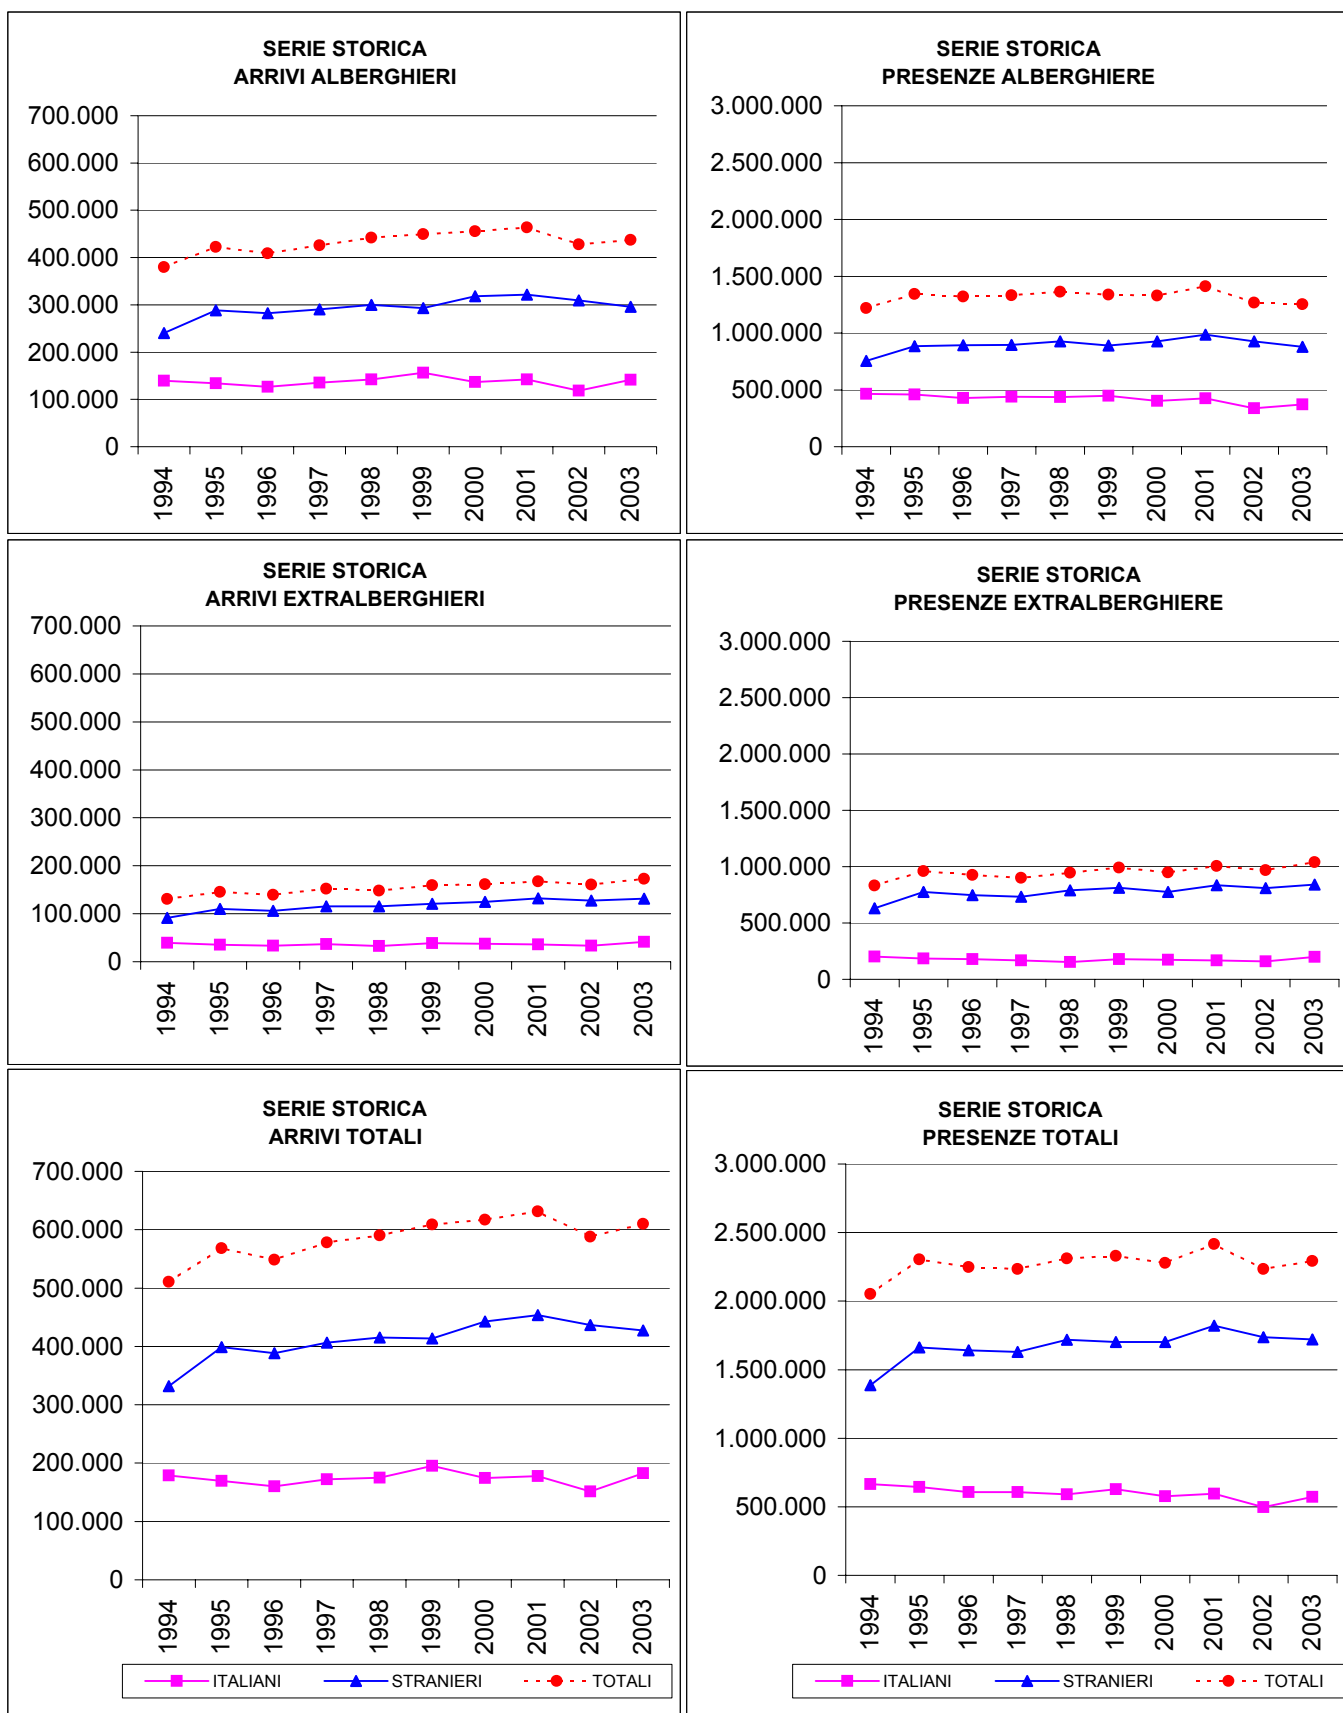 SERIE STORICA
ARRIVI ALBERGHIERI
700.000
600.000
500.000
400.000
300.000
200.000
100.000
0
1994 1995 1996 1997 1998 1999 2000 2001 2002 2003
SERIE STORICA
PRESENZE ALBERGHIERE
3.000.000
2.500.000
2.000.000
1.500.000
1.000.000
500.000
0
1994 1995 1996 1997 1998 1999 2000 2001 2002 2003
SERIE STORICA
ARRIVI EXTRALBERGHIERI
700.000
600.000
500.000
400.000
300.000
200.000
100.000
0
1994 1995 1996 1997 1998 1999 2000 2001 2002 2003
SERIE STORICA
PRESENZE EXTRALBERGHIERE
3.000.000
2.500.000
2.000.000
1.500.000
1.000.000
500.000
0
1994 1995 1996 1997 1998 1999 2000 2001 2002 2003
SERIE STORICA
ARRIVI TOTALI
700.000
600.000
500.000
400.000
300.000
200.000
100.000
0
1994 1995 1996 1997 1998 1999 2000 2001 2002 2003
ITALIANI STRANIERI TOTALI
SERIE STORICA
PRESENZE TOTALI
3.000.000
2.500.000
2.000.000
1.500.000
1.000.000
500.000
0
1994 1995 1996 1997 1998 1999 2000 2001 2002 2003
ITALIANI STRANIERI TOTALI